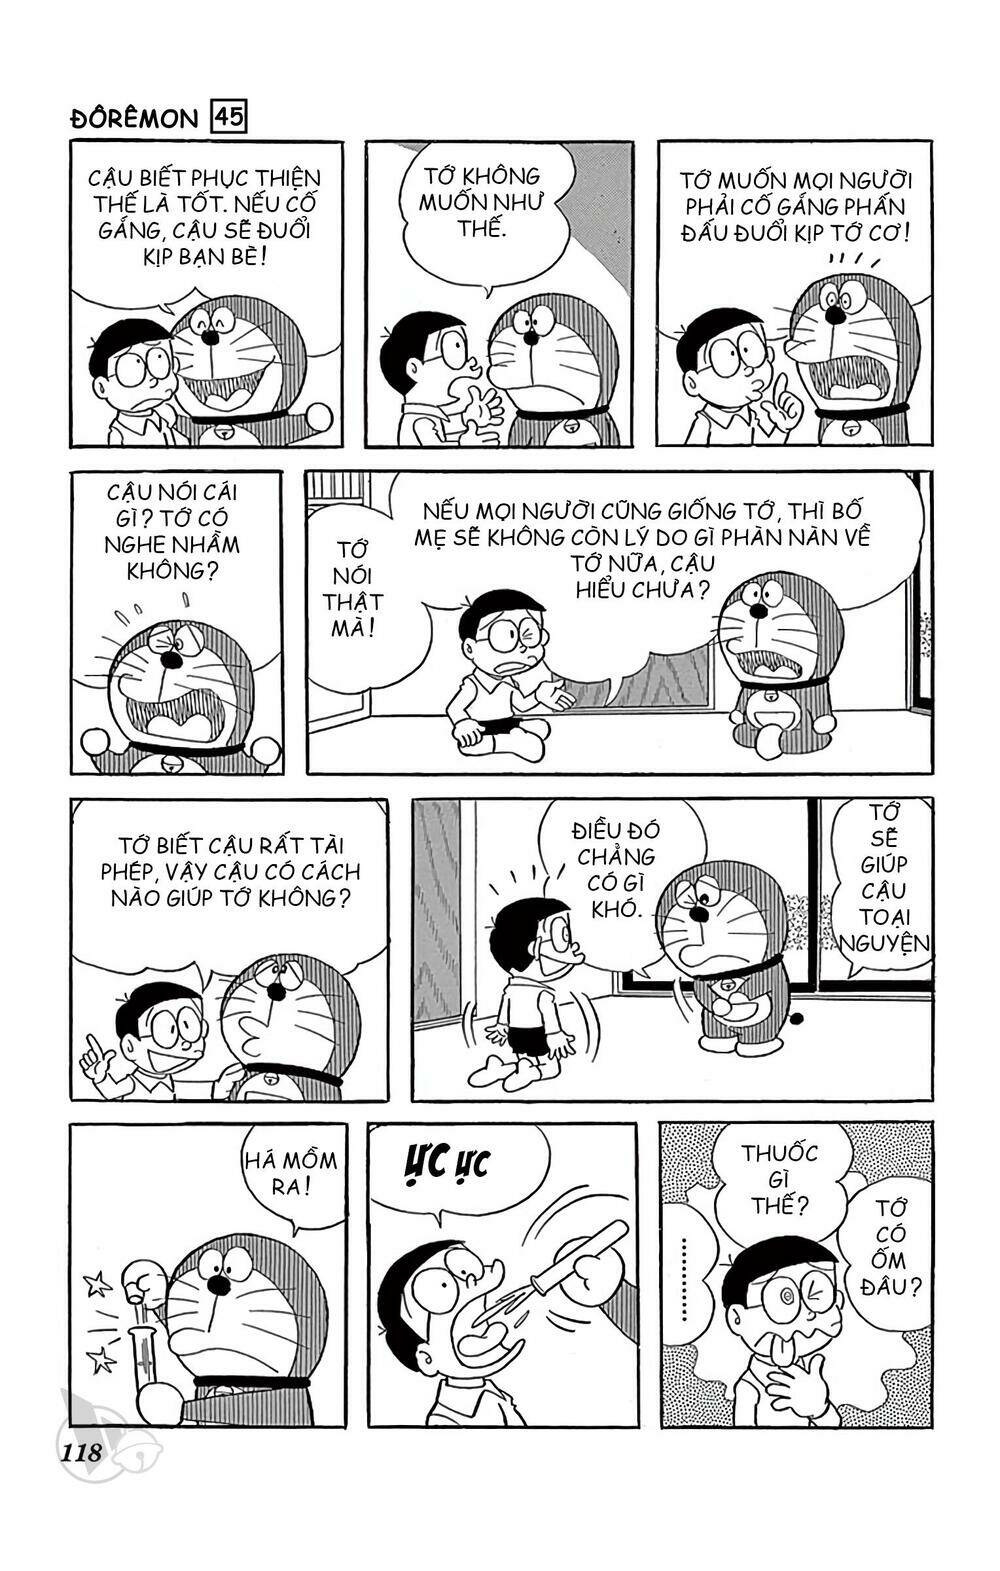 ĐÔRÊMON 45
CẬU BIẾT PHỤC THIỆN
THẾ LÀ TỐT. NẾU CỐ
GẮNG, CẬU SẼ ĐUỔI
KỊP BẠN BÈ!
TỚ KHÔNG
MUỐN NHƯ
THẾ.
TỚ MUỐN MỌI NGƯỜI
PHẢI CỐ GẮNG PHẤN
ĐẤU ĐUỔI KỊP TỚ CƠ!
CẬU NÓI CÁI
GÌ? TỚ CÓ
NGHE NHẦM
KHÔNG?
TỚ
NÓI
THẬT
MÀ!
NẾU MỌI NGƯỜI CŨNG GIỐNG TỚ, THÌ BỐ
MẸ SẼ KHÔNG CÒN LÝ DO GÌ PHÀN NÀN VỀ
TỚ NỮA, CẬU
HIỂU CHƯA?
TỚ BIẾT CẬU RẤT TÀI
PHÉP, VẬY CẬU CÓ CÁCH
NÀO GIÚP TỚ KHÔNG?
ĐIỀU ĐÓ
CHẲNG
CÓ GÌ
KHÓ.
TỚ
SẼ
GIÚP
CẬU
TOẠI
NGUYỆN
HÁ MỒM
RA!
ỰC ỰC
THUỐC
GÌ
THẾ?
TỚ
CÓ
ỐM
ĐÂU?
.........
118